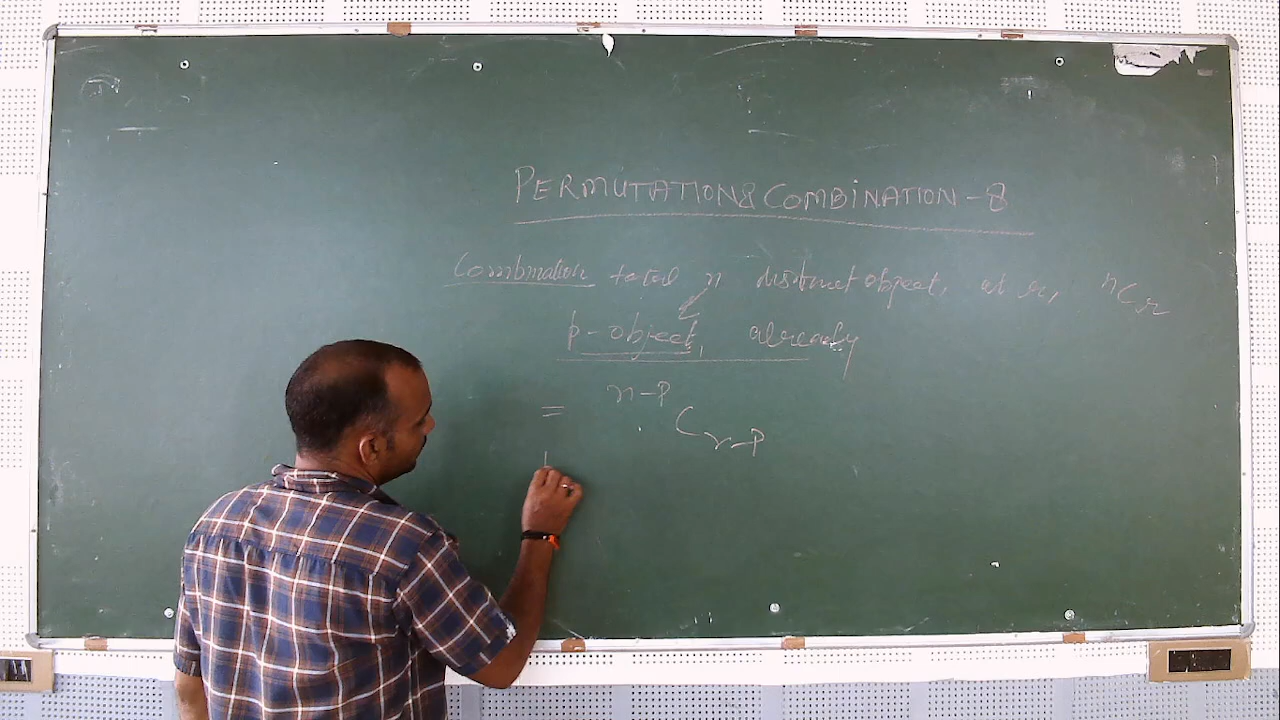 PERMUTATION & COMBINATION - 8
Combination total n distinct object, at r, ⁿCᵣ
p-object, already
= n-p C r-p